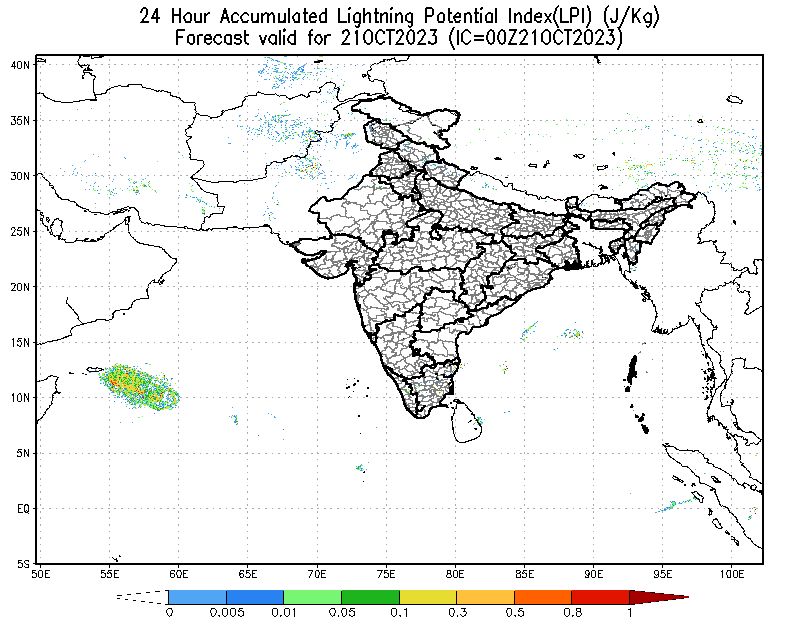 24 Hour Accumulated Lightning Potential Index(LPI) (J/Kg)
Forecast valid for 21OCT2023 (IC=00Z21OCT2023)
40N
35N
30N
25N
20N
15N
10N
5N
EQ
5S
50E 55E 60E 65E 70E 75E 80E 85E 90E 95E 100E
0 0.005 0.01 0.05 0.1 0.3 0.5 0.8 1